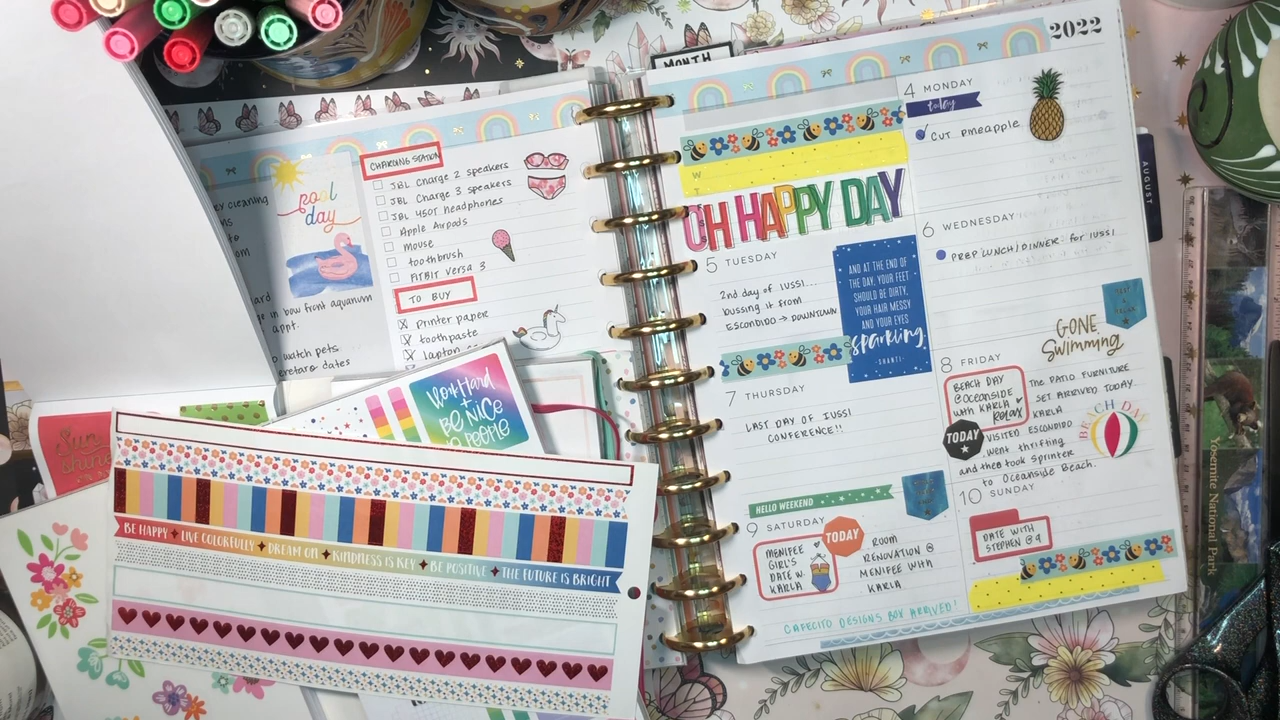 2022
MONTH
pool
day
in bow front aquarium
appt.
watch pets
dates
CHARGING STATION
JBL Charge 2 speakers
JBL Charge 3 speakers
JBL 450T headphones
Apple Airpods
mouse
toothbrush
FITBIT Versa 3
TO BUY
printer paper
toothpaste
OH HAPPY DAY
5 TUESDAY
2nd day of IUSSI...
bussing it from
ESCONDIDO → DOWNTOWN
AND AT THE END OF
THE DAY, YOUR FEET
SHOULD BE DIRTY,
YOUR HAIR MESSY
AND YOUR EYES
sparkling.
-SHANTI-
7 THURSDAY
LAST DAY OF IUSSI
CONFERENCE!!
HELLO WEEKEND
9 SATURDAY
MENIFEE
GIRL'S
DATE W.
KARLA
TODAY
ROOM
RENOVATION @
MENIFEE WITH
KARLA
CAFECITO DESIGNS BOX ARRIVED!
4 MONDAY
today
CUT PINEAPPLE
6 WEDNESDAY
PREP LUNCH/DINNER for IUSSI
GONE
Swimming
8 FRIDAY
BEACH DAY
@OCEANSIDE
with KARLA
Relax
THE PATIO FURNITURE
SET ARRIVED TODAY.
KARLA
TODAY
VISITED ESCONDIDO
, went thrifting
and then took Sprinter
to Oceanside Beach.
BEACH DAY
10 SUNDAY
DATE WITH
STEPHEN @ 9
AUGUST
Yosemite National Park
Sun
shine
Work Hard
+
Be NICE
to people
BE HAPPY ✦ LIVE COLORFULLY ✦ DREAM ON ✦ KINDNESS IS KEY ✦ BE POSITIVE ✦ THE FUTURE IS BRIGHT